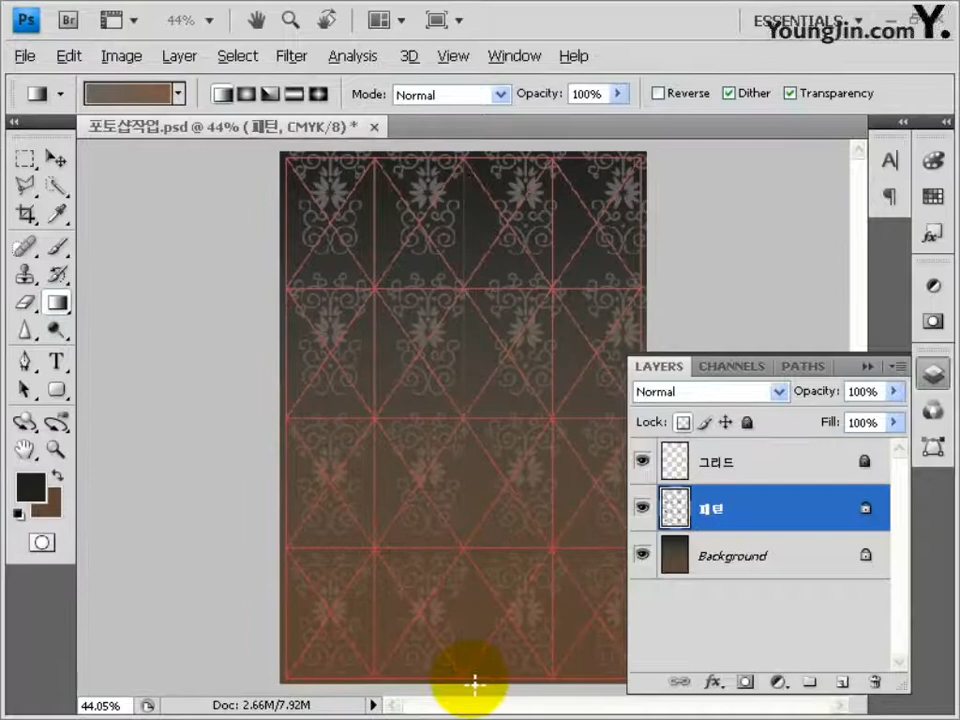 Ps Br 44% ESSENTIALS
YoungJin.com Y.
File Edit Image Layer Select Filter Analysis 3D View Window Help
Mode: Normal Opacity: 100% Reverse Dither Transparency
포토샵작업.psd @ 44% (패턴, CMYK/8) *
LAYERS CHANNELS PATHS
Normal Opacity: 100%
Lock: Fill: 100%
그리드
패턴
Background
44.05% Doc: 2.66M/7.92M